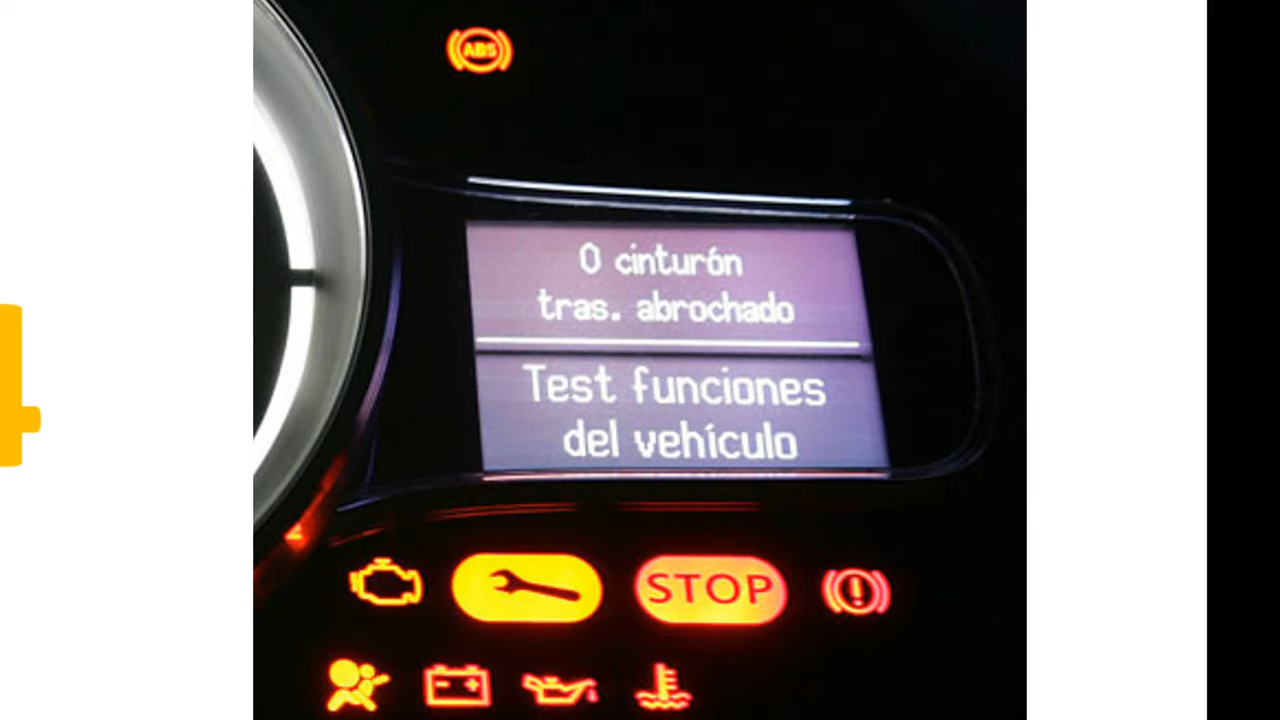 ABS
0 cinturón
tras. abrochado
Test funciones
del vehículo
STOP